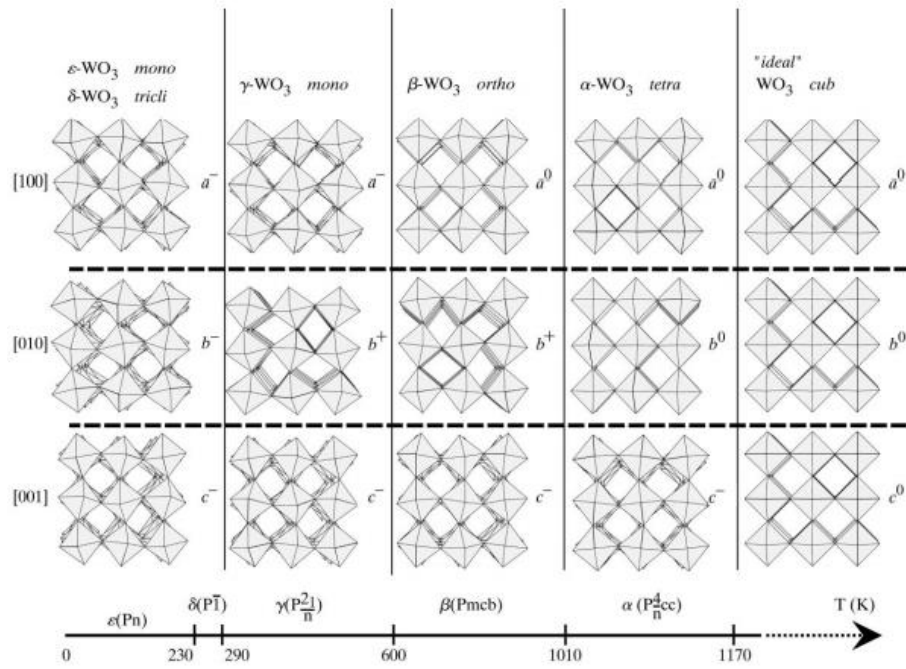 ε-WO₃ mono
δ-WO₃ tricli
γ-WO₃ mono
β-WO₃ ortho
α-WO₃ tetra
"ideal"
WO₃ cub
[100] a⁻ a⁻ a⁰ a⁰ a⁰
[010] b⁻ b⁺ b⁺ b⁰ b⁰
[001] c⁻ c⁻ c⁻ c⁻ c⁰
ε(Pn) δ(P1̅) γ(P2₁/n) β(Pmcb) α(P4/ncc) T (K)
0 230 290 600 1010 1170